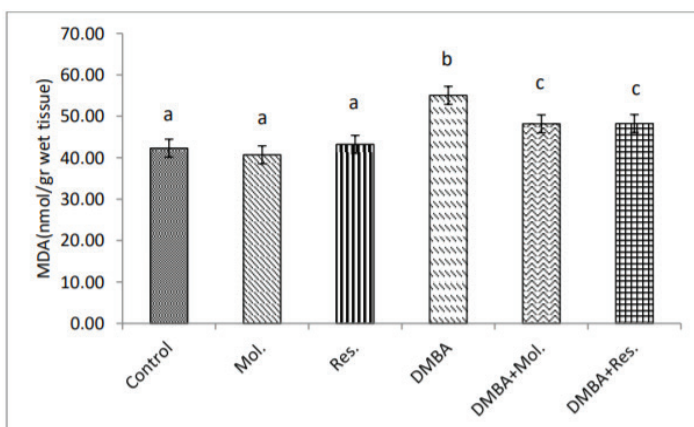 MDA(nmol/gr wet tissue)
70.00
60.00
50.00
40.00
30.00
20.00
10.00
0.00
a
a
a
b
c
c
Control
Mol.
Res.
DMBA
DMBA+Mol.
DMBA+Res.